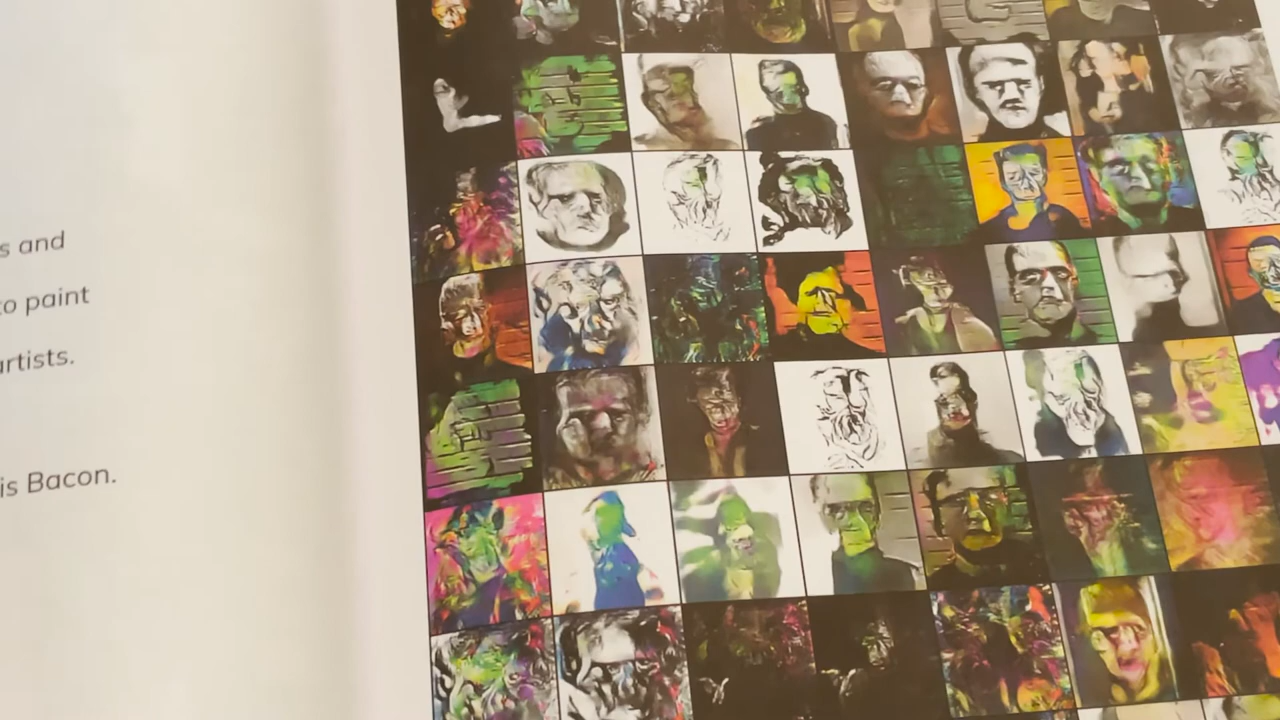 s and
to paint
artists.
is Bacon.